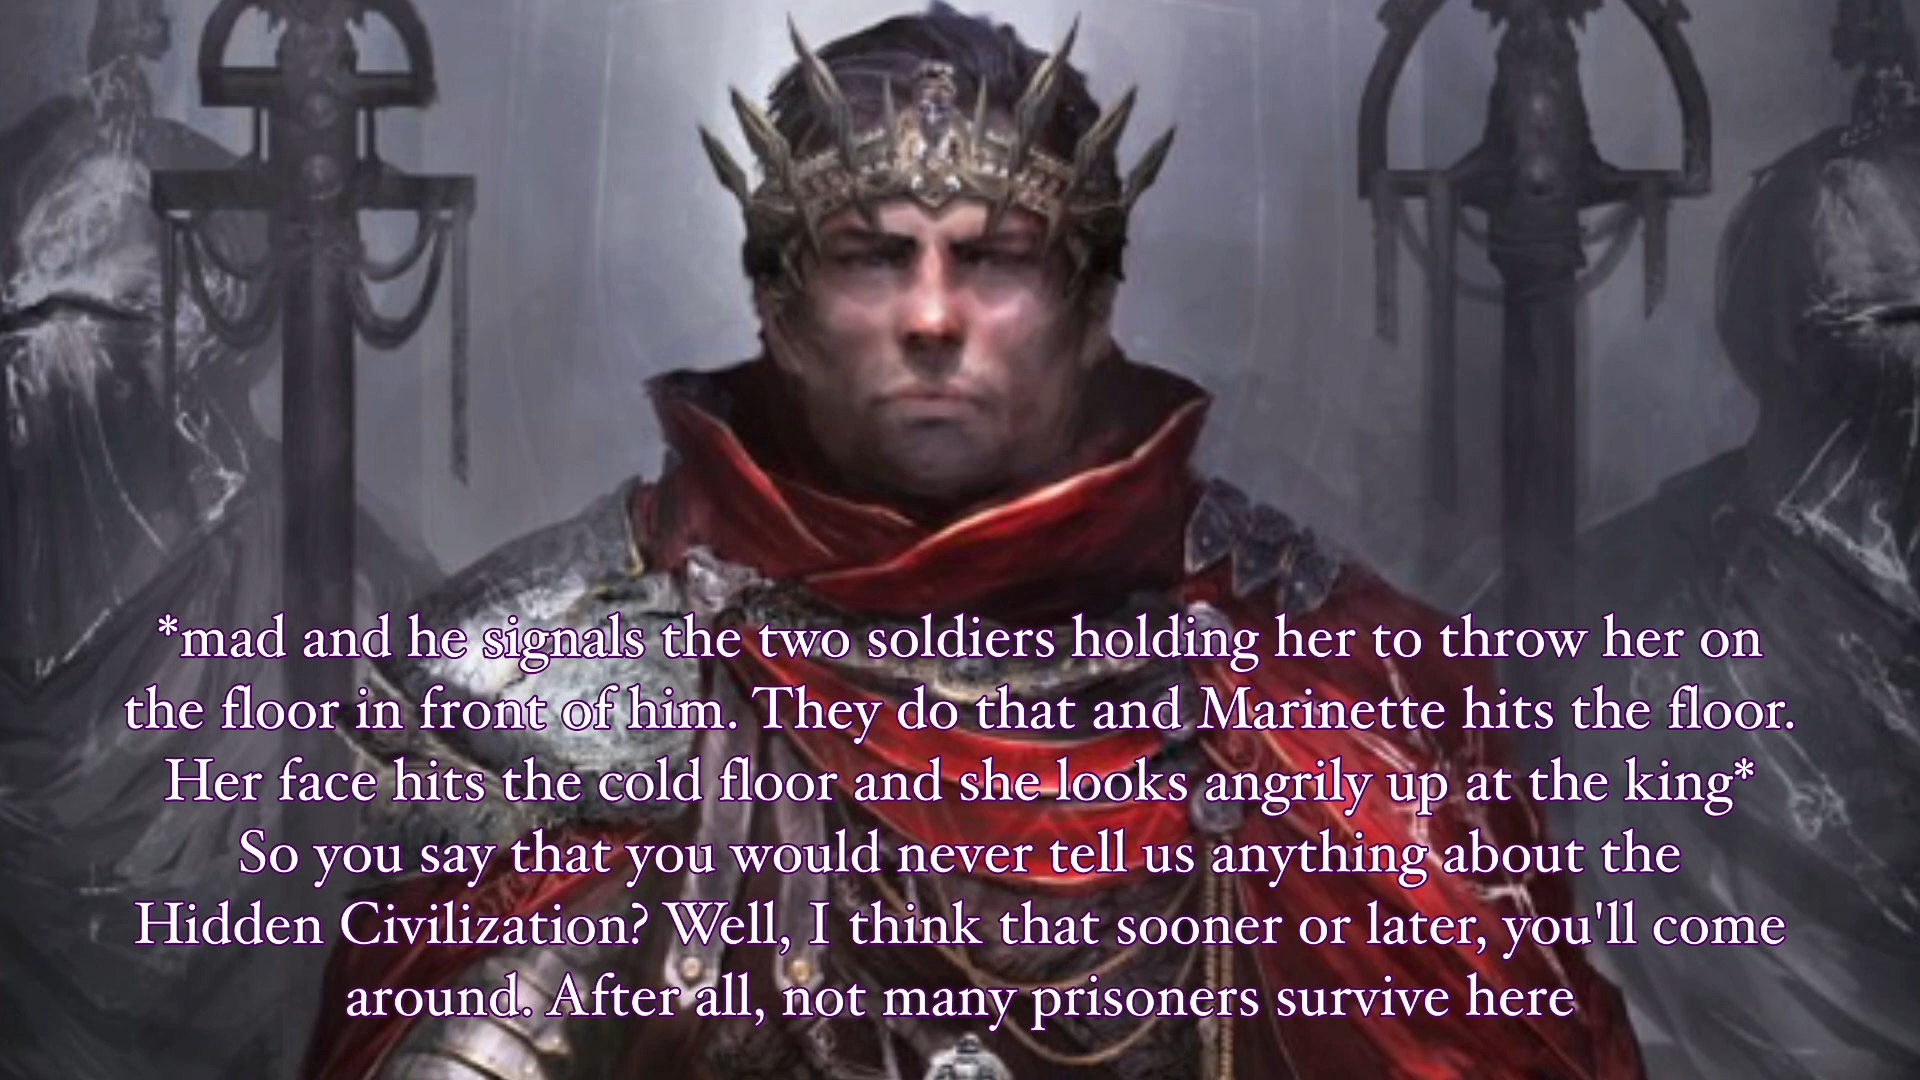 *mad and he signals the two soldiers holding her to throw her on
the floor in front of him. They do that and Marinette hits the floor.
Her face hits the cold floor and she looks angrily up at the king*
So you say that you would never tell us anything about the
Hidden Civilization? Well, I think that sooner or later, you'll come
around. After all, not many prisoners survive here